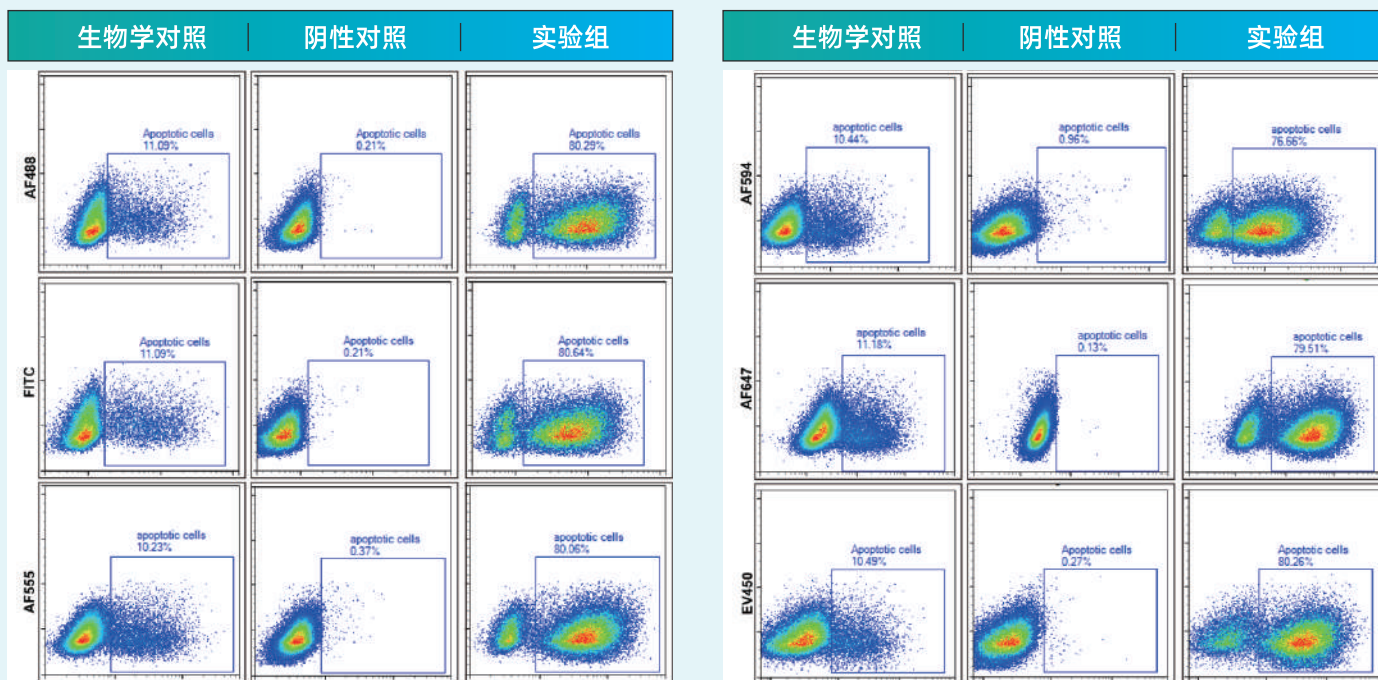 生物学对照
阴性对照
实验组
AF488
Apoptotic cells
11.09%
Apoptotic cells
0.21%
Apoptotic cells
80.29%
FITC
Apoptotic cells
11.09%
Apoptotic cells
0.21%
Apoptotic cells
80.64%
AF555
apoptotic cells
10.23%
apoptotic cells
0.37%
apoptotic cells
80.06%
生物学对照
阴性对照
实验组
AF594
apoptotic cells
10.44%
apoptotic cells
0.96%
apoptotic cells
76.66%
AF647
apoptotic cells
11.18%
apoptotic cells
0.13%
apoptotic cells
79.51%
EV450
Apoptotic cells
10.49%
Apoptotic cells
0.27%
Apoptotic cells
80.26%